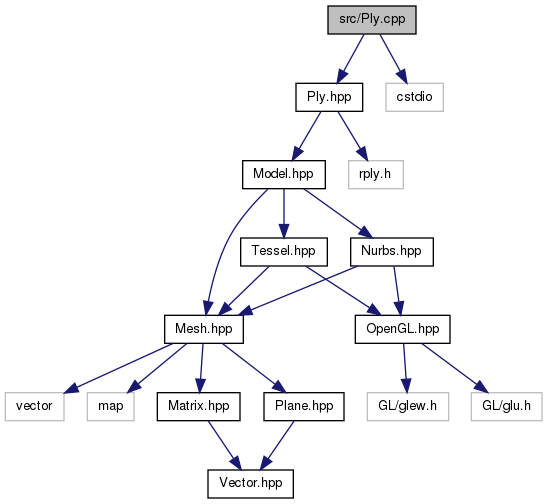 src/Ply.cpp
Ply.hpp
cstdio
Model.hpp
rply.h
Tessel.hpp
Nurbs.hpp
Mesh.hpp
OpenGL.hpp
vector
map
Matrix.hpp
Plane.hpp
GL/glew.h
GL/glu.h
Vector.hpp